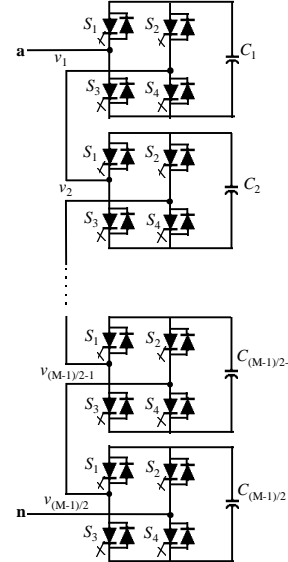 S1 S2 C1
a
v1
S3 S4
S1 S2
C2
v2
S3 S4
S1 S2
C(M-1)/2-
v(M-1)/2-1
S3 S4
S1 S2
C(M-1)/2
v(M-1)/2
n
S3 S4